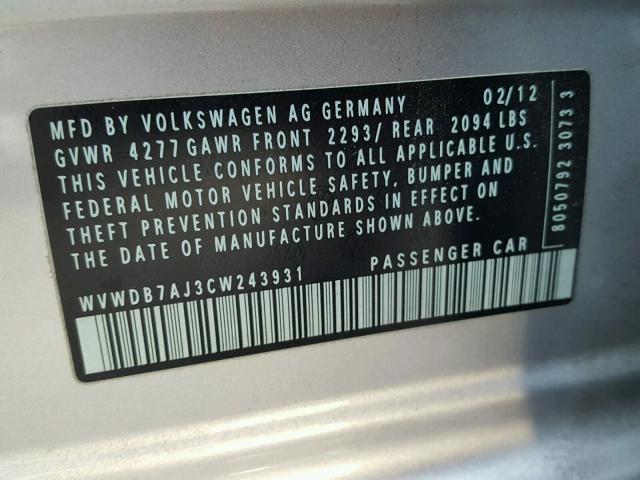 MFD BY VOLKSWAGEN AG GERMANY 02/12
GVWR 4277 GAWR FRONT 2293/ REAR 2094 LBS
THIS VEHICLE CONFORMS TO ALL APPLICABLE U.S.
FEDERAL MOTOR VEHICLE SAFETY, BUMPER AND
THEFT PREVENTION STANDARDS IN EFFECT ON
THE DATE OF MANUFACTURE SHOWN ABOVE.
WVWDB7AJ3CW243931 PASSENGER CAR
8050792 3073 3